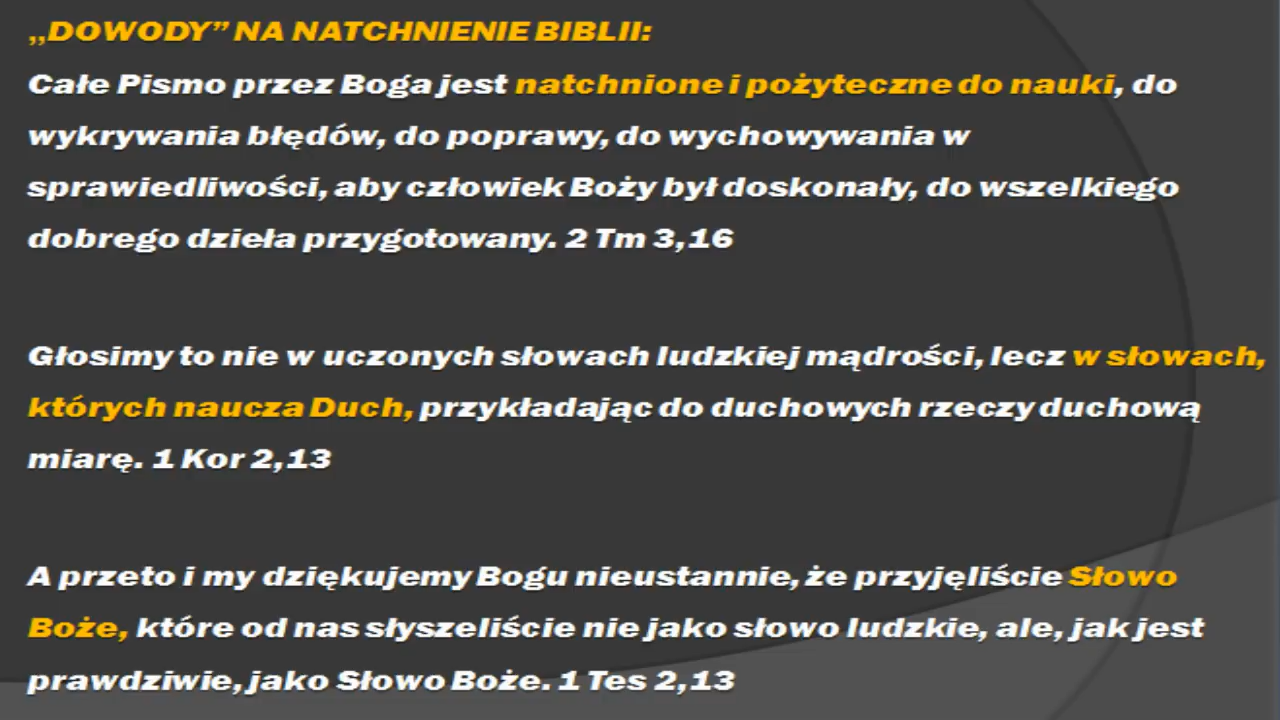 „DOWODY” NA NATCHNIENIE BIBLII:
Całe Pismo przez Boga jest natchnione i pożyteczne do nauki, do
wykrywania błędów, do poprawy, do wychowywania w
sprawiedliwości, aby człowiek Boży był doskonały, do wszelkiego
dobrego dzieła przygotowany. 2 Tm 3,16
Głosimy to nie w uczonych słowach ludzkiej mądrości, lecz w słowach,
których naucza Duch, przykładając do duchowych rzeczy duchową
miarę. 1 Kor 2,13
A przeto i my dziękujemy Bogu nieustannie, że przyjęliście Słowo
Boże, które od nas słyszeliście nie jako słowo ludzkie, ale, jak jest
prawdziwie, jako Słowo Boże. 1 Tes 2,13